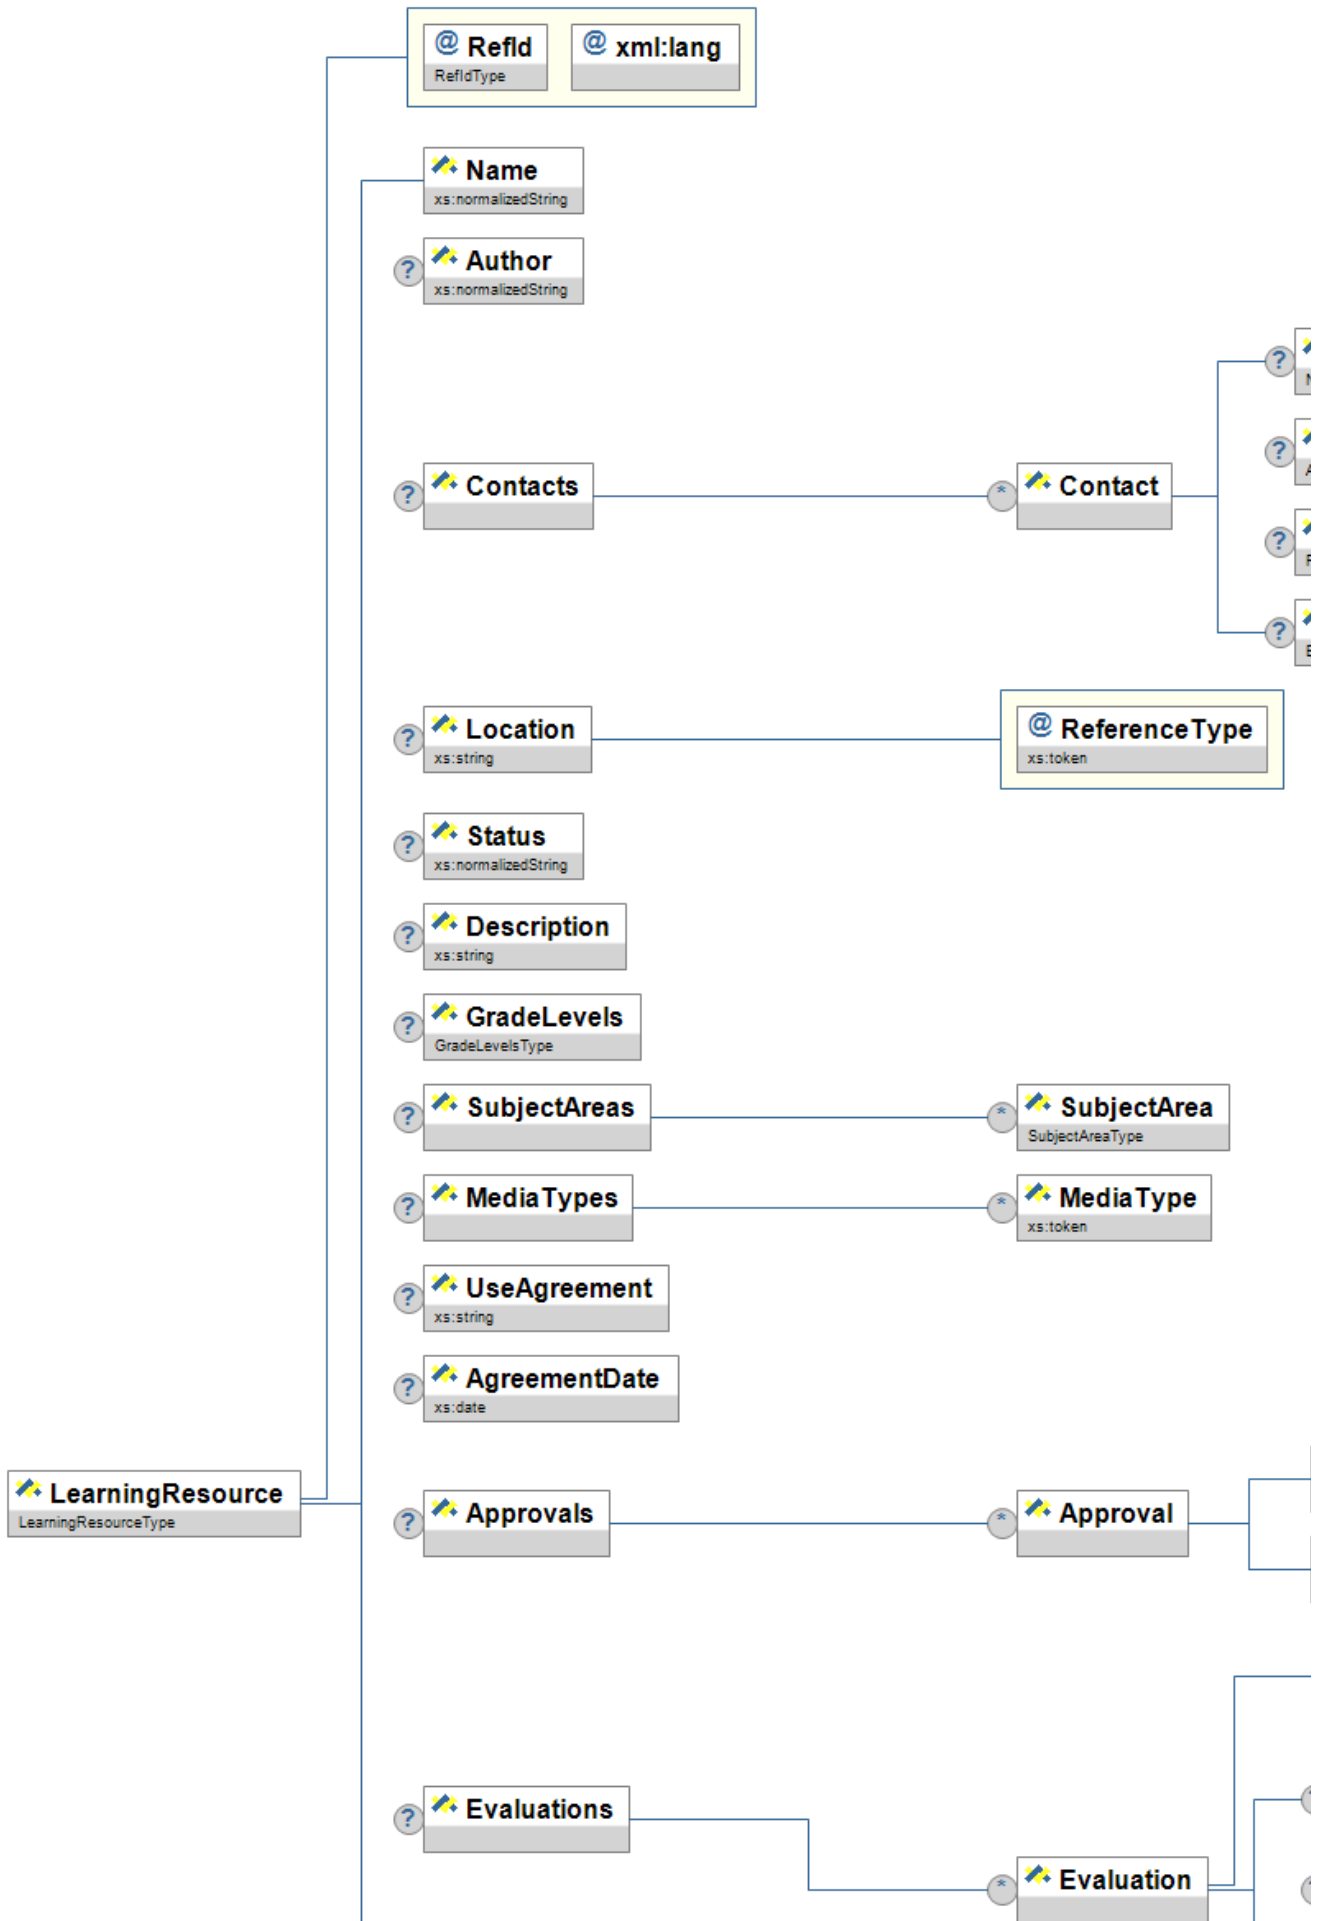 @ RefId
RefIdType
@ xml:lang
Name
xs:normalizedString
? Author
xs:normalizedString
? Contacts
* Contact
?
?
?
?
? Location
xs:string
@ ReferenceType
xs:token
? Status
xs:normalizedString
? Description
xs:string
? GradeLevels
GradeLevelsType
? SubjectAreas
* SubjectArea
SubjectAreaType
? MediaTypes
* MediaType
xs:token
? UseAgreement
xs:string
? AgreementDate
xs:date
LearningResource
LearningResourceType
? Approvals
* Approval
? Evaluations
* Evaluation